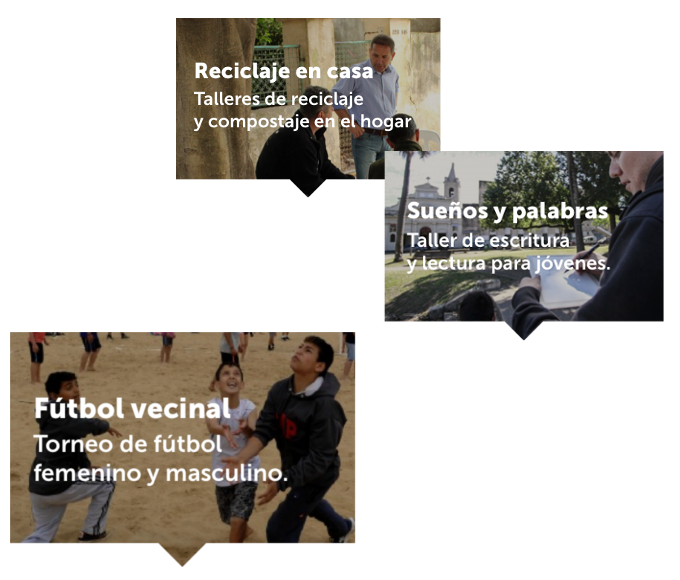 Reciclaje en casa
Talleres de reciclaje
y compostaje en el hogar
Sueños y palabras
Taller de escritura
y lectura para jóvenes.
Fútbol vecinal
Torneo de fútbol
femenino y masculino.